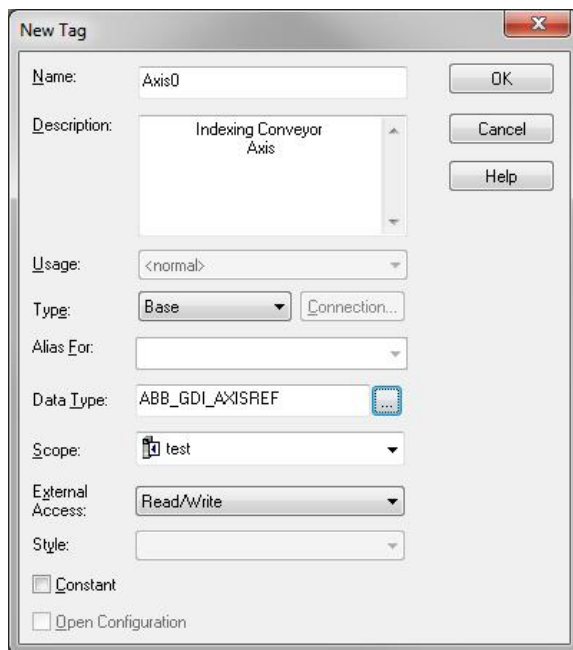 New Tag
Name:
Axis0
OK
Description:
Indexing Conveyor
Axis
Cancel
Help
Usage:
<normal>
Type:
Base
Connection...
Alias For:
Data Type:
ABB_GDI_AXISREF
...
Scope:
test
External
Access:
Read/Write
Style:
Constant
Open Configuration